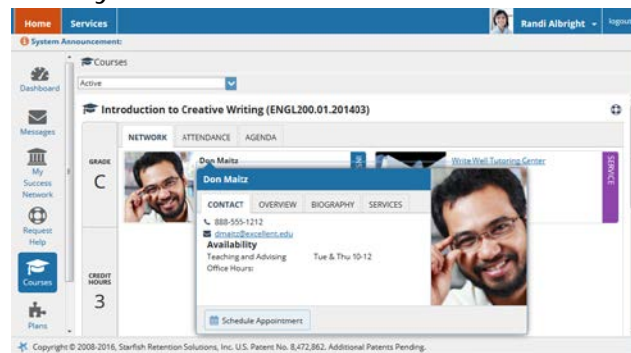 Home
Services
Randi Albright
logout
System Announcement:
Dashboard
Messages
My
Success
Network
Request
Help
Courses
Plans
Courses
Active
Introduction to Creative Writing (ENGL200.01.201403)
NETWORK ATTENDANCE AGENDA
GRADE
C
CREDIT
HOURS
3
Don Maitz
Write Well Tutoring Center
SERVICE
Don Maitz
CONTACT OVERVIEW BIOGRAPHY SERVICES
888-555-1212
dmaitz@excellent.edu
Availability
Teaching and Advising Tue & Thu 10-12
Office Hours:
Schedule Appointment
Copyright © 2008-2016, Starfish Retention Solutions, Inc. U.S. Patent No. 8,472,862, Additional Patents Pending.